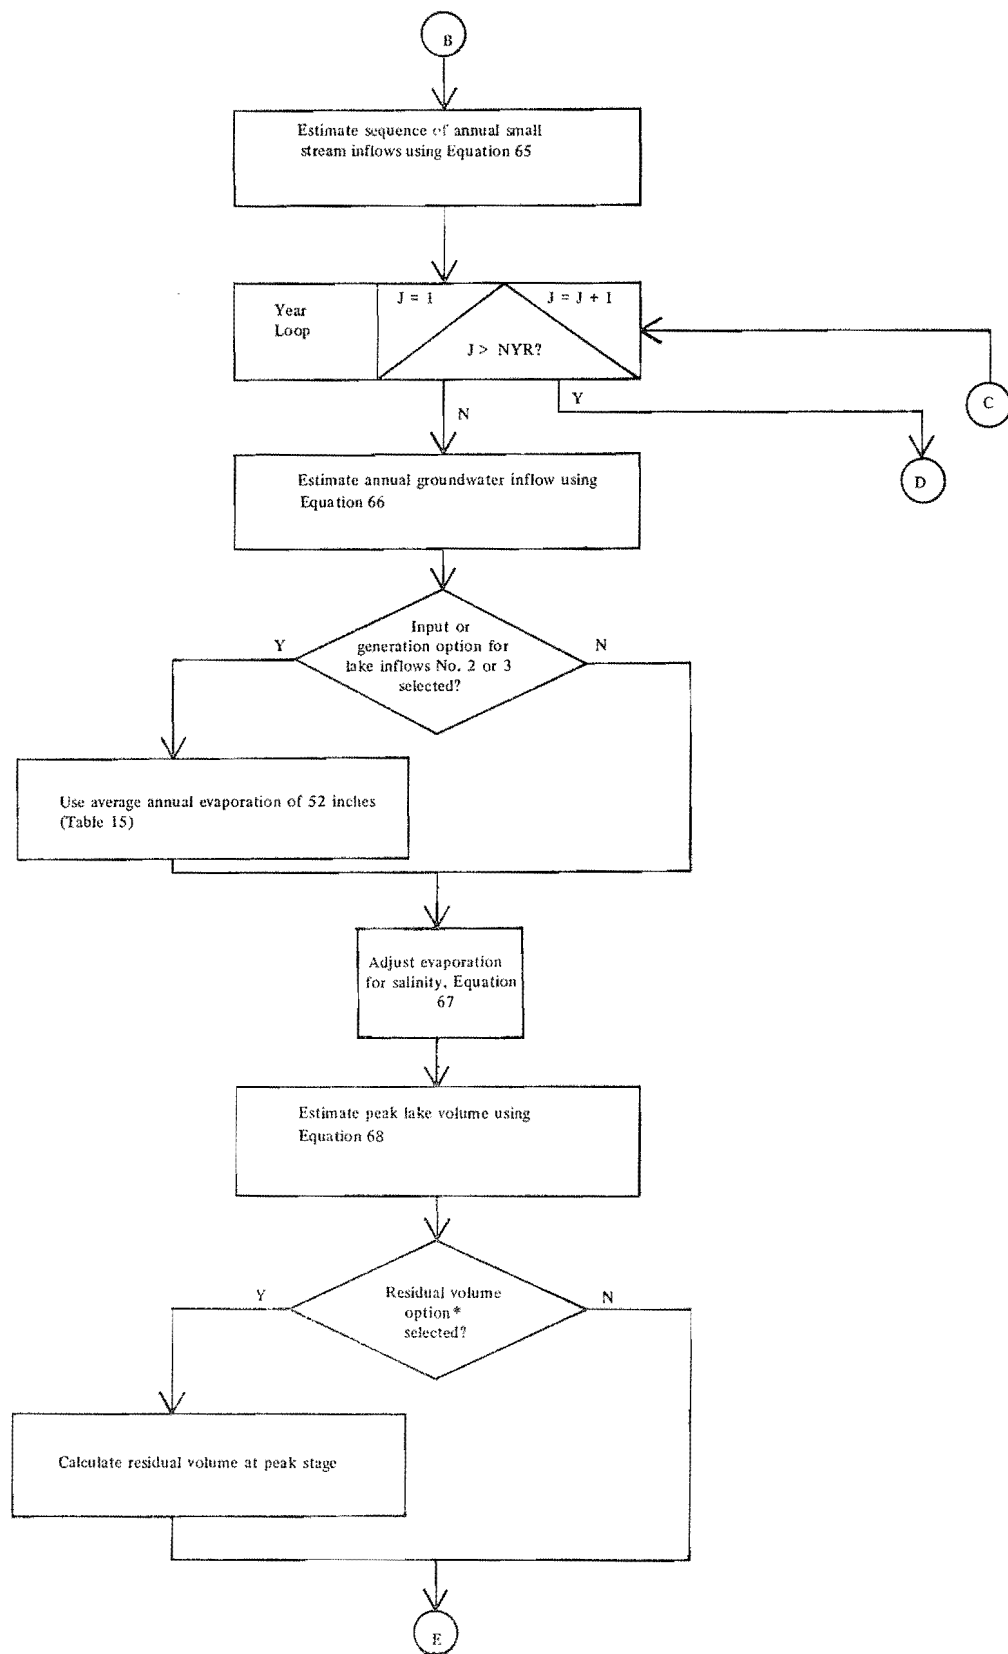 B
Estimate sequence of annual small
stream inflows using Equation 65
Year
Loop
J = 1
J = J + 1
J > NYR?
C
N
Y
D
Estimate annual groundwater inflow using
Equation 66
Input or
generation option for
lake inflows No. 2 or 3
selected?
Y
N
Use average annual evaporation of 52 inches
(Table 15)
Adjust evaporation
for salinity, Equation
67
Estimate peak lake volume using
Equation 68
Residual volume
option*
selected?
Y
N
Calculate residual volume at peak stage
E